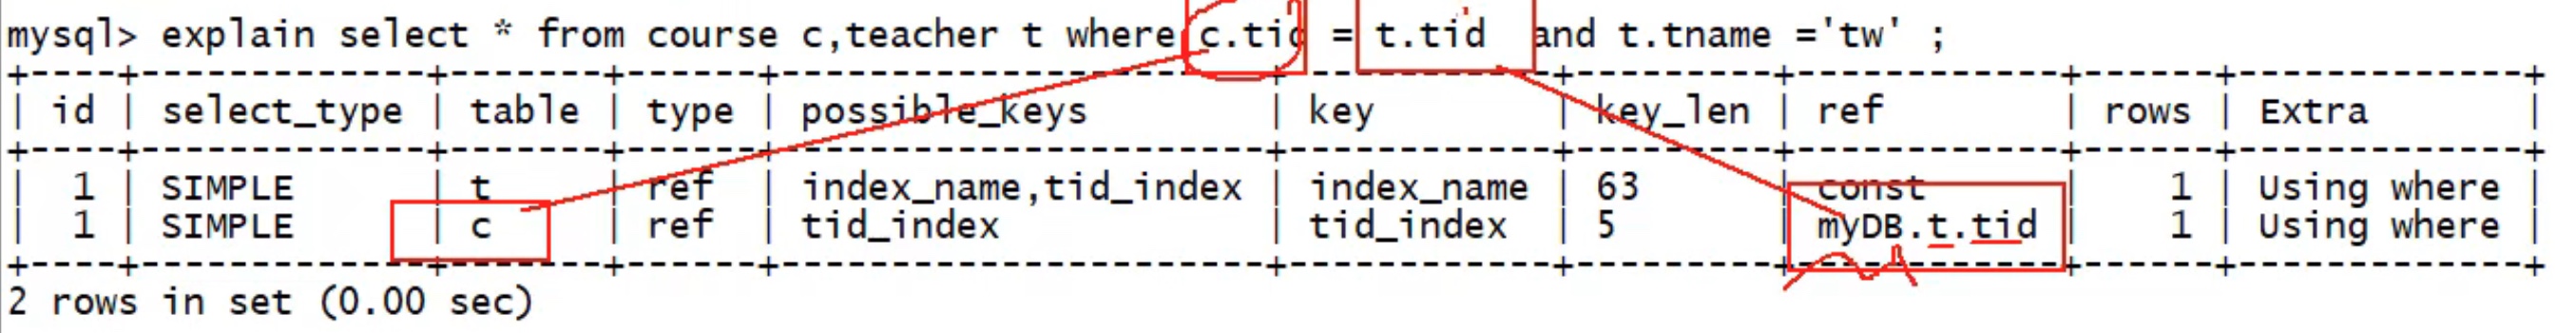 mysql> explain select * from course c,teacher t where c.tid = t.tid and t.tname ='tw' ;
+----+-------------+-------+------+----------------------+------------+---------+------------+------+-------------+
| id | select_type | table | type | possible_keys | key | key_len | ref | rows | Extra |
+----+-------------+-------+------+----------------------+------------+---------+------------+------+-------------+
| 1 | SIMPLE | t | ref | index_name,tid_index | index_name | 63 | const | 1 | Using where |
| 1 | SIMPLE | c | ref | tid_index | tid_index | 5 | myDB.t.tid | 1 | Using where |
+----+-------------+-------+------+----------------------+------------+---------+------------+------+-------------+
2 rows in set (0.00 sec)